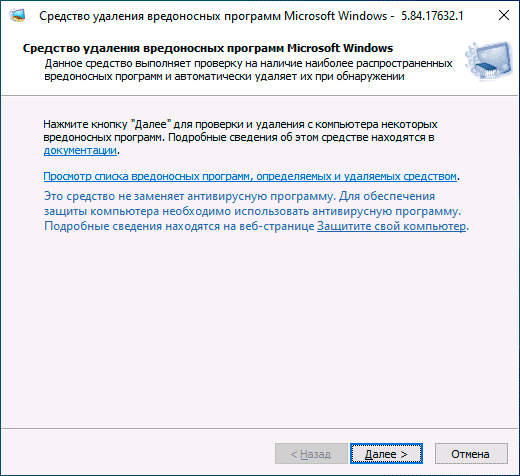 Средство удаления вредоносных программ Microsoft Windows - 5.84.17632.1
Средство удаления вредоносных программ Microsoft Windows
Данное средство выполняет проверку на наличие наиболее распространенных
вредоносных программ и автоматически удаляет их при обнаружении
Нажмите кнопку "Далее" для проверки и удаления с компьютера некоторых
вредоносных программ. Подробные сведения об этом средстве находятся в
документации.
Просмотр списка вредоносных программ, определяемых и удаляемых средством.
Это средство не заменяет антивирусную программу. Для обеспечения
защиты компьютера необходимо использовать антивирусную программу.
Подробные сведения находятся на веб-странице Защитите свой компьютер.
< Назад Далее > Отмена